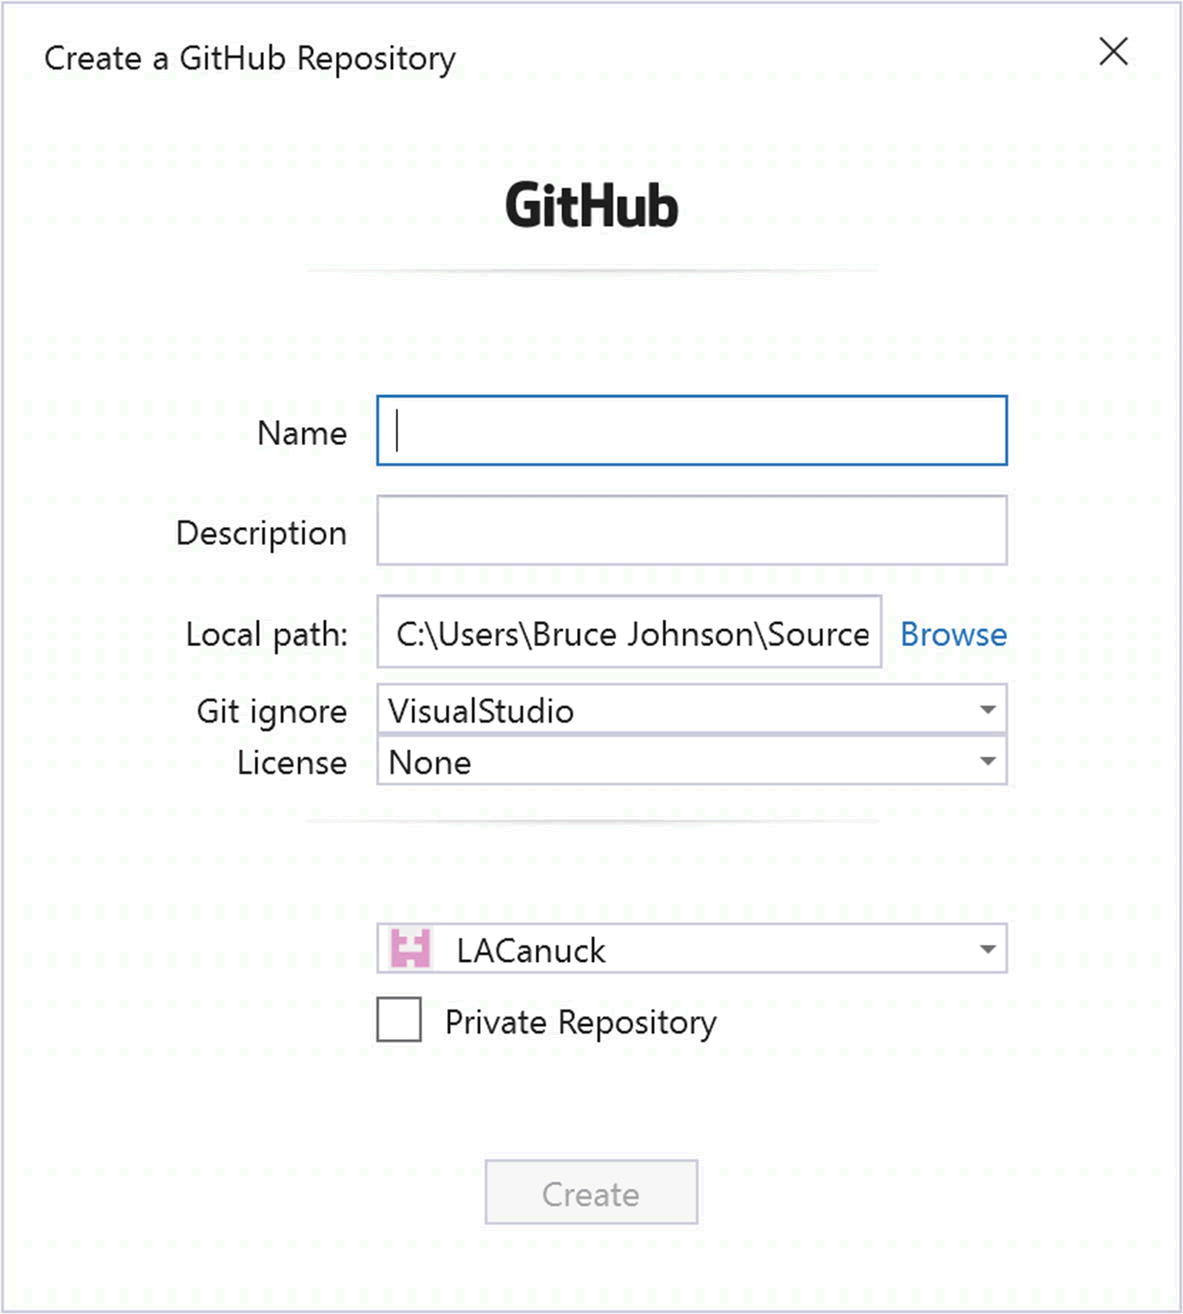 Create a GitHub Repository
GitHub
Name
Description
Local path: C:\Users\Bruce Johnson\Source Browse
Git ignore VisualStudio
License None
LACanuck
Private Repository
Create